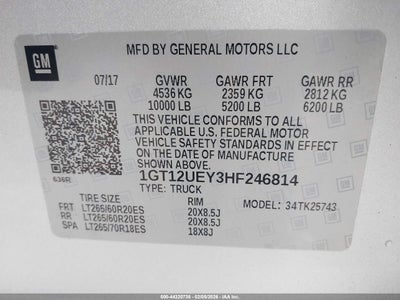 GM
MFD BY GENERAL MOTORS LLC
07/17 GVWR GAWR FRT GAWR RR
4536 KG 2359 KG 2812 KG
10000 LB 5200 LB 6200 LB
THIS VEHICLE CONFORMS TO ALL
APPLICABLE U.S. FEDERAL MOTOR
VEHICLE SAFETY STANDARDS IN EFFECT
ON THE DATE OF MANUFACTURE
SHOWN ABOVE.
636R
1GT12UEY3HF246814
TYPE: TRUCK
TIRE SIZE RIM MODEL: 34TK25743
FRT LT265/60R20ES 20X8.5J
RR LT265/60R20ES 20X8.5J
SPA LT265/70R18ES 18X8J